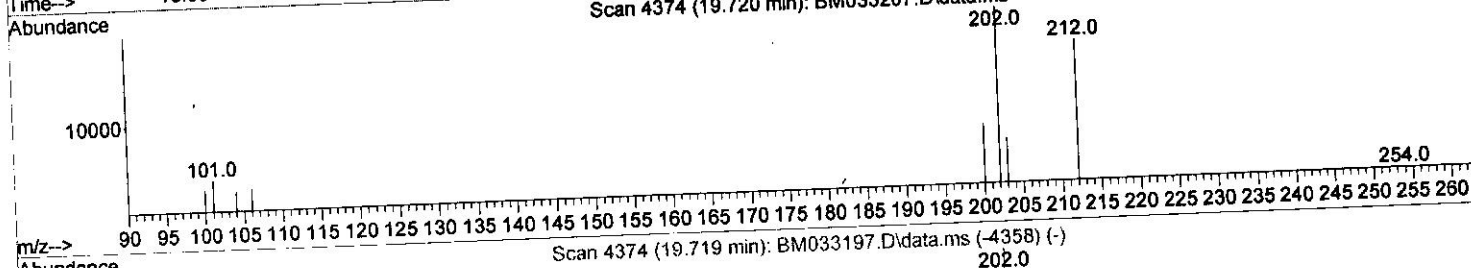 Time-->
Scan 4374 (19.720 min): BM033207.D\data.ms
Abundance
202.0
212.0
10000
101.0
254.0
90 95 100 105 110 115 120 125 130 135 140 145 150 155 160 165 170 175 180 185 190 195 200 205 210 215 220 225 230 235 240 245 250 255 260
m/z-->
Scan 4374 (19.719 min): BM033197.D\data.ms (-4358) (-)
Abundance
202.0